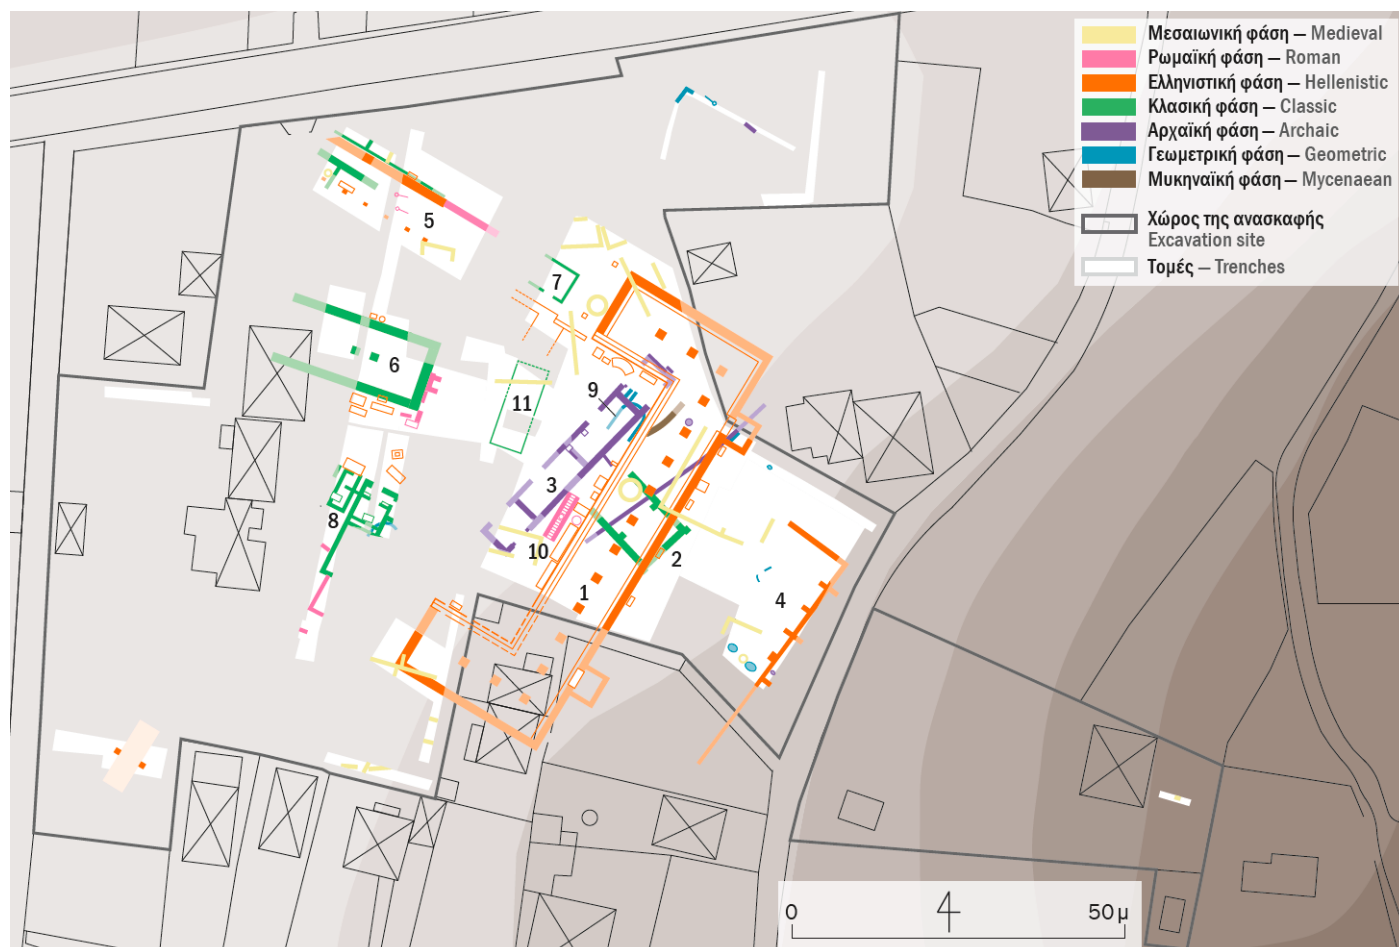 Μεσαιωνική φάση — Medieval
Ρωμαϊκή φάση — Roman
Ελληνιστική φάση — Hellenistic
Κλασική φάση — Classic
Αρχαϊκή φάση — Archaic
Γεωμετρική φάση — Geometric
Μυκηναϊκή φάση — Mycenaean
Χώρος της ανασκαφής
Excavation site
Τομές — Trenches
5
7
6
9
11
3
8
10
2
1
4
0
50μ